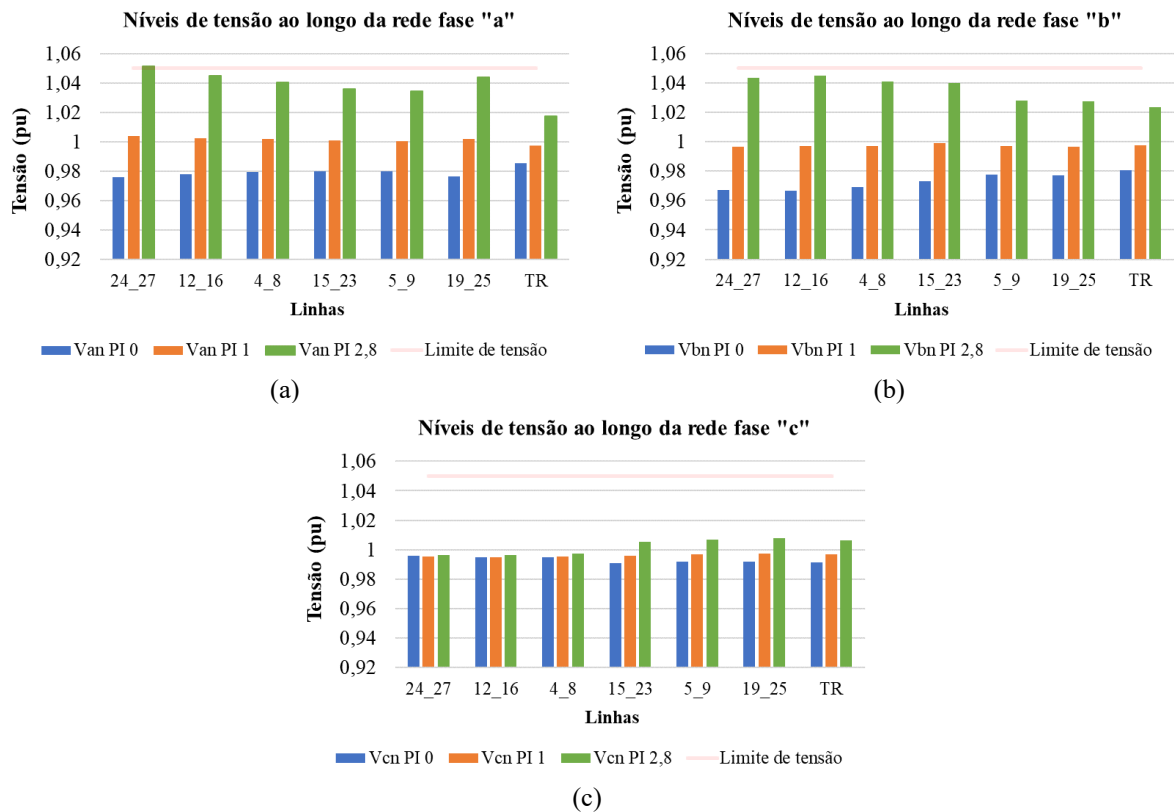 Níveis de tensão ao longo da rede fase "a"
1,06
1,04
1,02
1
0,98
0,96
0,94
0,92
Tensão (pu)
24_27 12_16 4_8 15_23 5_9 19_25 TR
Linhas
Van PI 0 Van PI 1 Van PI 2,8 Limite de tensão
(a)
Níveis de tensão ao longo da rede fase "b"
1,06
1,04
1,02
1
0,98
0,96
0,94
0,92
Tensão (pu)
24_27 12_16 4_8 15_23 5_9 19_25 TR
Linhas
Vbn PI 0 Vbn PI 1 Vbn PI 2,8 Limite de tensão
(b)
Níveis de tensão ao longo da rede fase "c"
1,06
1,04
1,02
1
0,98
0,96
0,94
0,92
Tensão (pu)
24_27 12_16 4_8 15_23 5_9 19_25 TR
Linhas
Vcn PI 0 Vcn PI 1 Vcn PI 2,8 Limite de tensão
(c)